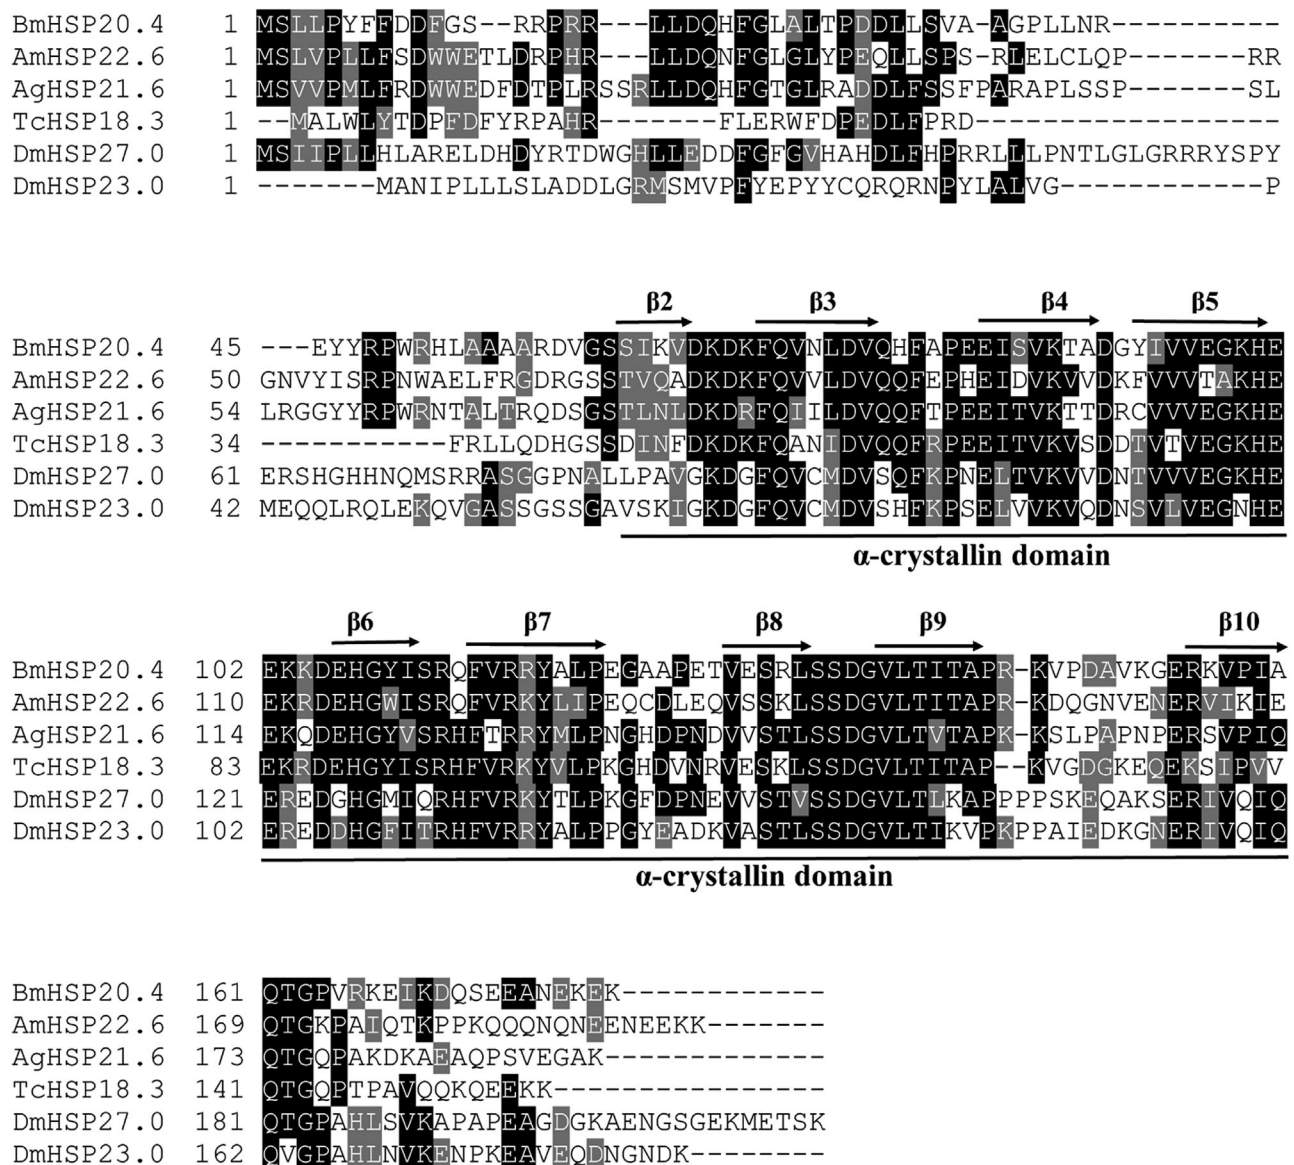 BmHSP20.4 1 MSLLPYFFDDFGS--RRPRR---LLDQHFGLALTPDDLLSVA-AGPLLNR----------
AmHSP22.6 1 MSLVPLLFSDWWETLDRPHR---LLDQNFGLGLYPEQLLSPS-RLELCLQP-------RR
AgHSP21.6 1 MSVVPMLFRDWWEDFDTPLRSSRLLDQHFGTGLRADDLFSSFPARAPLSSP-------SL
TcHSP18.3 1 --MALWLYTDPFDFYRPAHR-------FLERWFDPEDLFPRD------------------
DmHSP27.0 1 MSIIPLLHLARELDHDYRTDWGHLLEDDFGFGVHAHDLFHPRRLLLPNTLGLGRRRYSPY
DmHSP23.0 1 -------MANIPLLLSLADDLGRMSMVPFYEPYYCQRQRNPYLALVG------------P
β2 β3 β4 β5
BmHSP20.4 45 ---EYYRPWRHLAAAARDVGSSIKVDKDKFQVNLDVQHFAPEEISVKTADGYIVVEGKHE
AmHSP22.6 50 GNVYISRPNWAELFRGDRGSSTVQADKDKFQVVLDVQQFEPHEIDVKVVDKFVVVTAKHE
AgHSP21.6 54 LRGGYYRPWRNTALTRQDSGSTLNLDKDRFQIILDVQQFTPEEITVKTTDRCVVVEGKHE
TcHSP18.3 34 -----------FRLLQDHGSSDINFDKDKFQANIDVQQFRPEEITVKVSDDTVTVEGKHE
DmHSP27.0 61 ERSHGHHNQMSRRASGGPNALLPAVGKDGFQVCMDVSQFKPNELTVKVVDNTVVVEGKHE
DmHSP23.0 42 MEQQLRQLEKQVGASSGSSGAVSKIGKDGFQVCMDVSHFKPSELVVKVQDNSVLVEGNHE
α-crystallin domain
β6 β7 β8 β9 β10
BmHSP20.4 102 EKKDEHGYISRQFVRRYALPEGAAPETVESRLSSDGVLTITAPR-KVPDAVKGERKVPIA
AmHSP22.6 110 EKRDEHGWISRQFVRKYLIPEQCDLEQVSSKLSSDGVLTITAPR-KDQGNVENERVIKIE
AgHSP21.6 114 EKQDEHGYVSRHFTRRYMLPNGHDPNDVVSTLSSDGVLTVTAPK-KSLPAPNPERSVPIQ
TcHSP18.3 83 EKRDEHGYISRHFVRKYVLPKGHDVNRVESKLSSDGVLTITAP--KVGDGKEQEKSIPVV
DmHSP27.0 121 EREDGHGMIQRHFVRKYTLPKGFDPNEVVSTVSSDGVLTLKAPPPPSKEQAKSERIVQIQ
DmHSP23.0 102 EREDDHGFITRHFVRRYALPPGYEADKVASTLSSDGVLTIKVPKPPAIEDKGNERIVQIQ
α-crystallin domain
BmHSP20.4 161 QTGPVRKEIKDQSEEANEKEK------------
AmHSP22.6 169 QTGKPAIQTKPPKQQQNQNEENEEKK-------
AgHSP21.6 173 QTGQPAKDKAEAQPSVEGAK-------------
TcHSP18.3 141 QTGQPTPAVQQKQEEKK----------------
DmHSP27.0 181 QTGPAHLSVKAPAPEAGDGKAENGSGEKMETSK
DmHSP23.0 162 QVGPAHLNVKENPKEAVEQDNGNDK--------